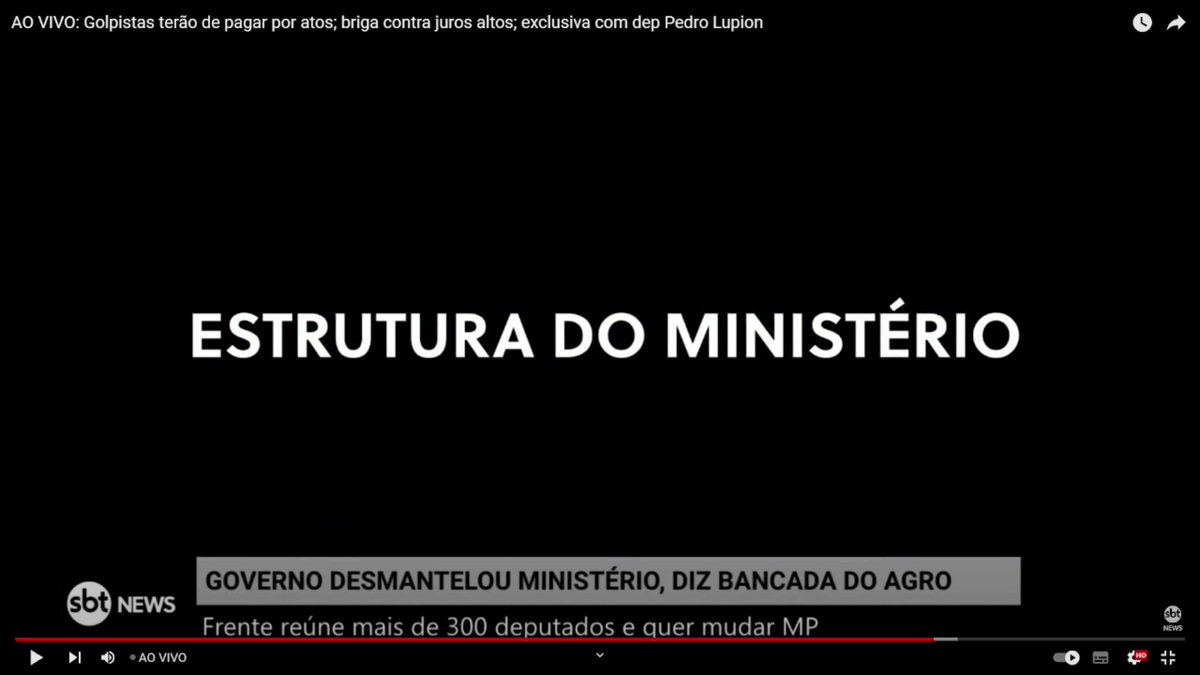 AO VIVO: Golpistas terão de pagar por atos; briga contra juros altos; exclusiva com dep Pedro Lupion
ESTRUTURA DO MINISTÉRIO
GOVERNO DESMANTELOU MINISTÉRIO, DIZ BANCADA DO AGRO
sbt NEWS
Frente reúne mais de 300 deputados e quer mudar MP
sbt
NEWS
AO VIVO
HD